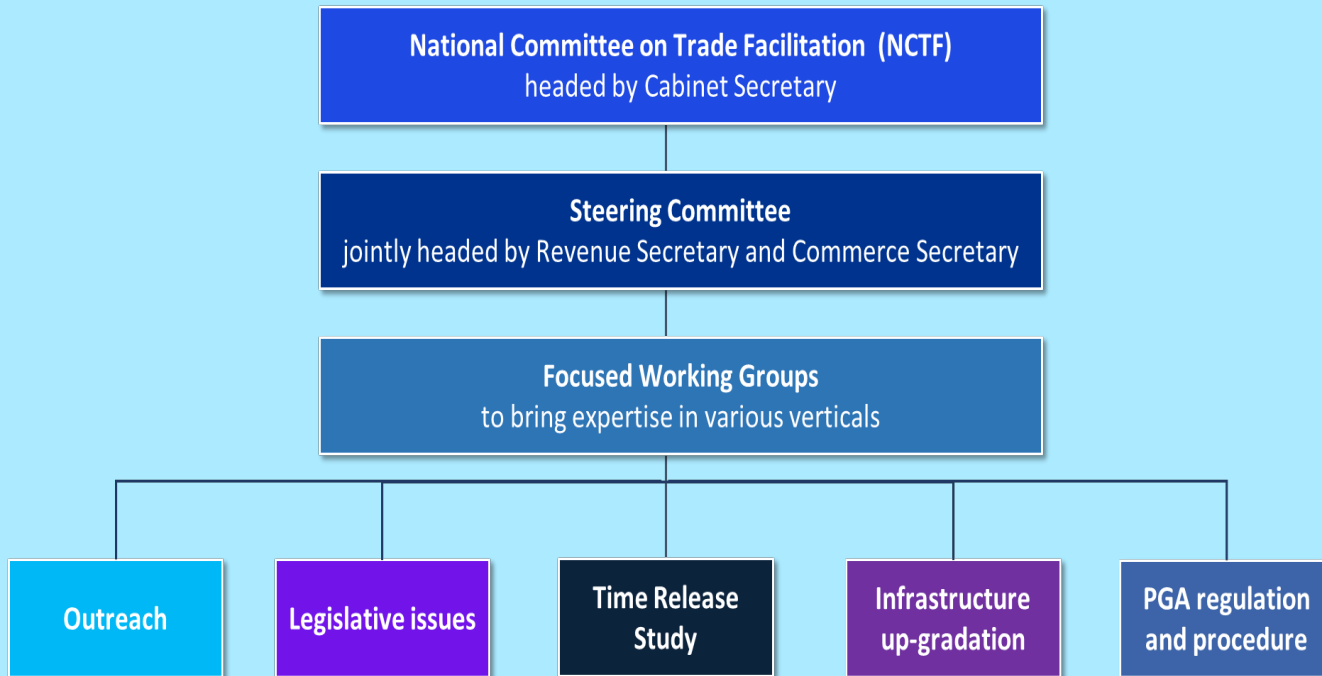 National Committee on Trade Facilitation (NCTF)
headed by Cabinet Secretary
Steering Committee
jointly headed by Revenue Secretary and Commerce Secretary
Focused Working Groups
to bring expertise in various verticals
Outreach
Legislative issues
Time Release
Study
Infrastructure
up-gradation
PGA regulation
and procedure